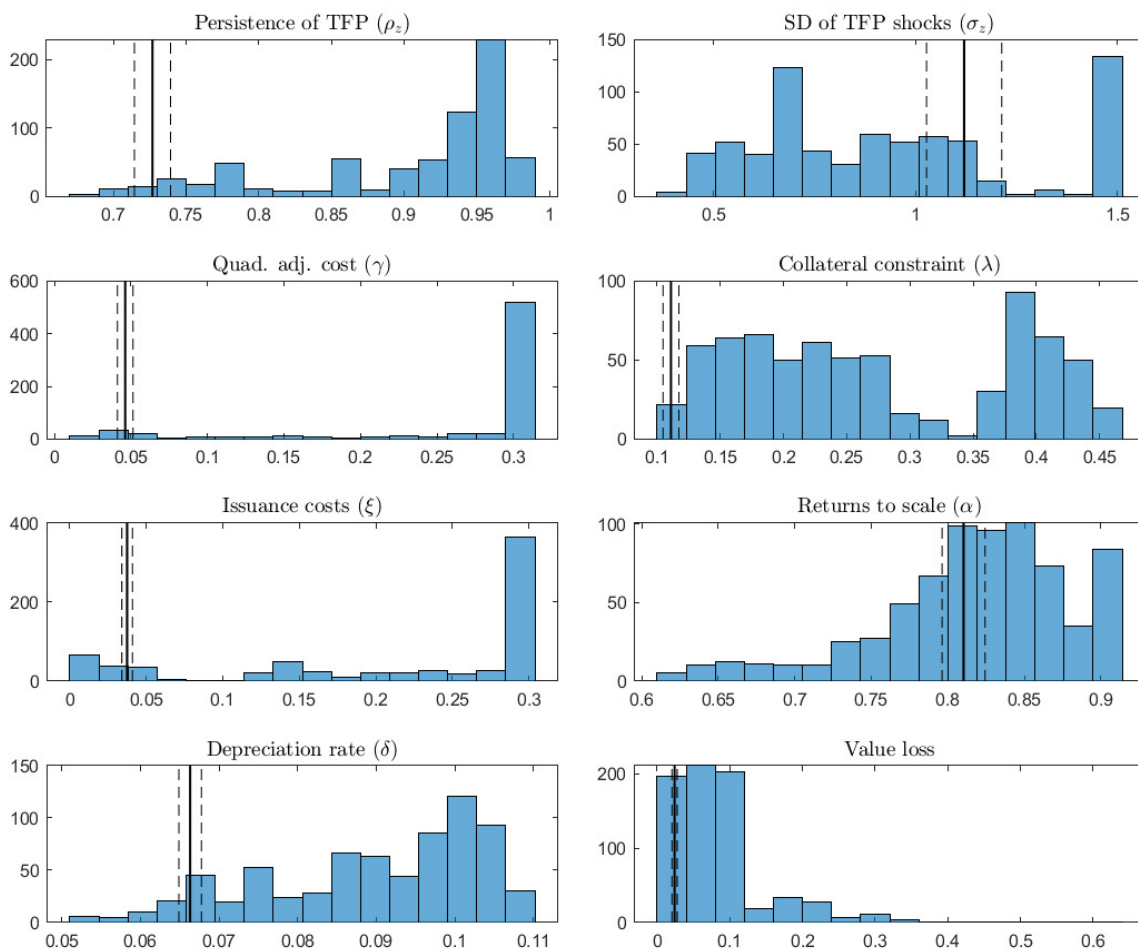 Persistence of TFP (ρz)
200
100
0
0.7 0.75 0.8 0.85 0.9 0.95 1
SD of TFP shocks (σz)
150
100
50
0
0.5 1 1.5
Quad. adj. cost (γ)
600
400
200
0
0 0.05 0.1 0.15 0.2 0.25 0.3
Collateral constraint (λ)
100
50
0
0.1 0.15 0.2 0.25 0.3 0.35 0.4 0.45
Issuance costs (ξ)
400
200
0
0 0.05 0.1 0.15 0.2 0.25 0.3
Returns to scale (α)
100
50
0
0.6 0.65 0.7 0.75 0.8 0.85 0.9
Depreciation rate (δ)
150
100
50
0
0.05 0.06 0.07 0.08 0.09 0.1 0.11
Value loss
200
100
0
0 0.1 0.2 0.3 0.4 0.5 0.6